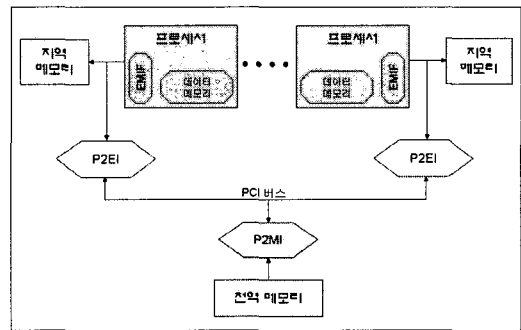 지역
메모리
프로세서
EMIF
데이터
메모리
프로세서
데이터
메모리
EMIF
지역
메모리
P2EI
P2EI
PCI 버스
P2MI
전역 메모리